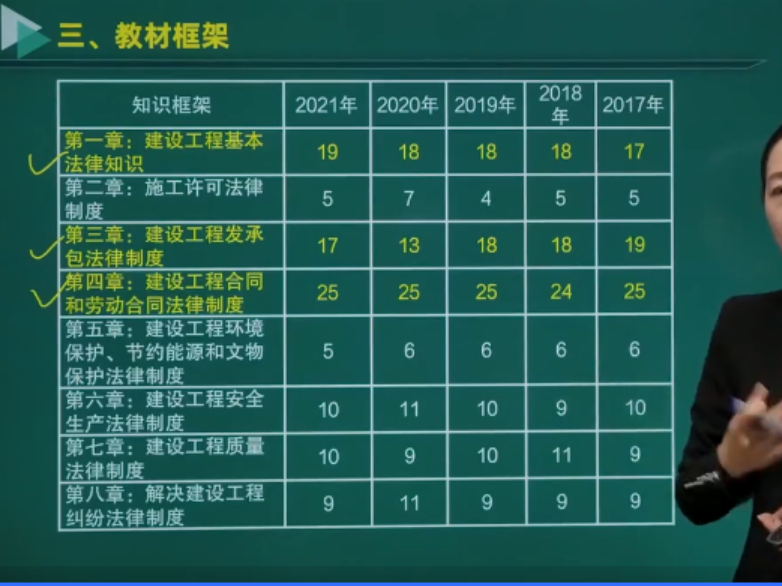 三、教材框架
知识框架 2021年 2020年 2019年 2018
年 2017年
第一章：建设工程基本
法律知识 19 18 18 18 17
第二章：施工许可法律
制度 5 7 4 5 5
第三章：建设工程发承
包法律制度 17 13 18 18 19
第四章：建设工程合同
和劳动合同法律制度 25 25 25 24 25
第五章：建设工程环境
保护、节约能源和文物
保护法律制度 5 6 6 6 6
第六章：建设工程安全
生产法律制度 10 11 10 9 10
第七章：建设工程质量
法律制度 10 9 10 11 9
第八章：解决建设工程
纠纷法律制度 9 11 9 9 9